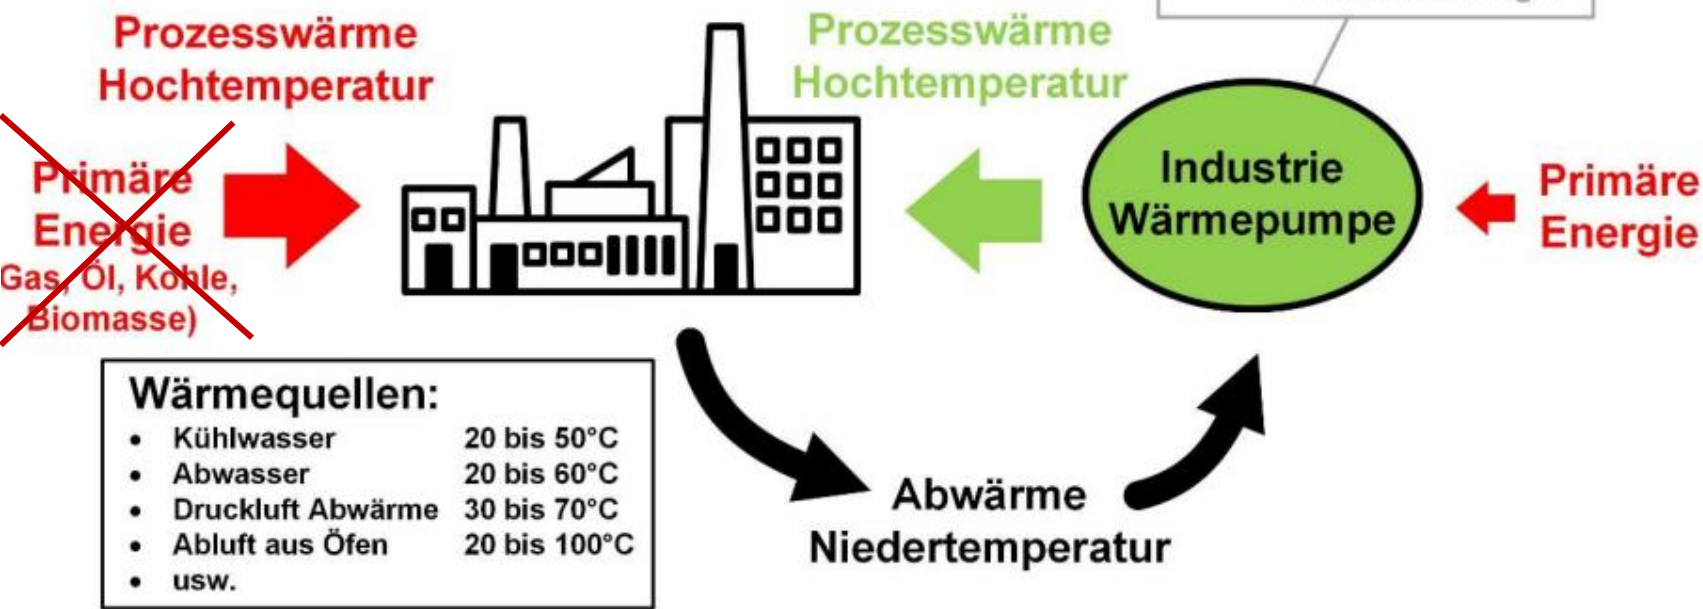 Prozesswärme
Hochtemperatur
Primäre
Energie
Gas, Öl, Kohle,
Biomasse)
Prozesswärme
Hochtemperatur
Industrie
Wärmepumpe
Primäre
Energie
Wärmequellen:
• Kühlwasser 20 bis 50°C
• Abwasser 20 bis 60°C
• Druckluft Abwärme 30 bis 70°C
• Abluft aus Öfen 20 bis 100°C
• usw.
Abwärme
Niedertemperatur